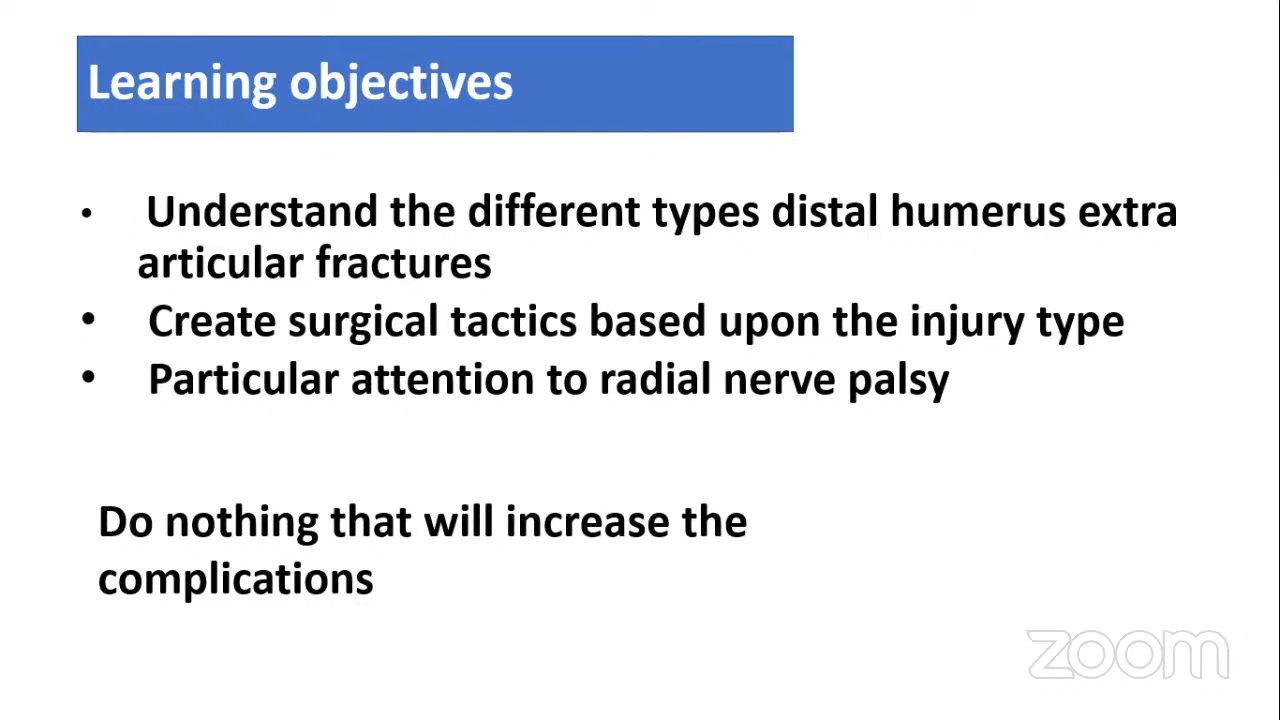 Learning objectives
• Understand the different types distal humerus extra
articular fractures
• Create surgical tactics based upon the injury type
• Particular attention to radial nerve palsy
Do nothing that will increase the
complications
zoom